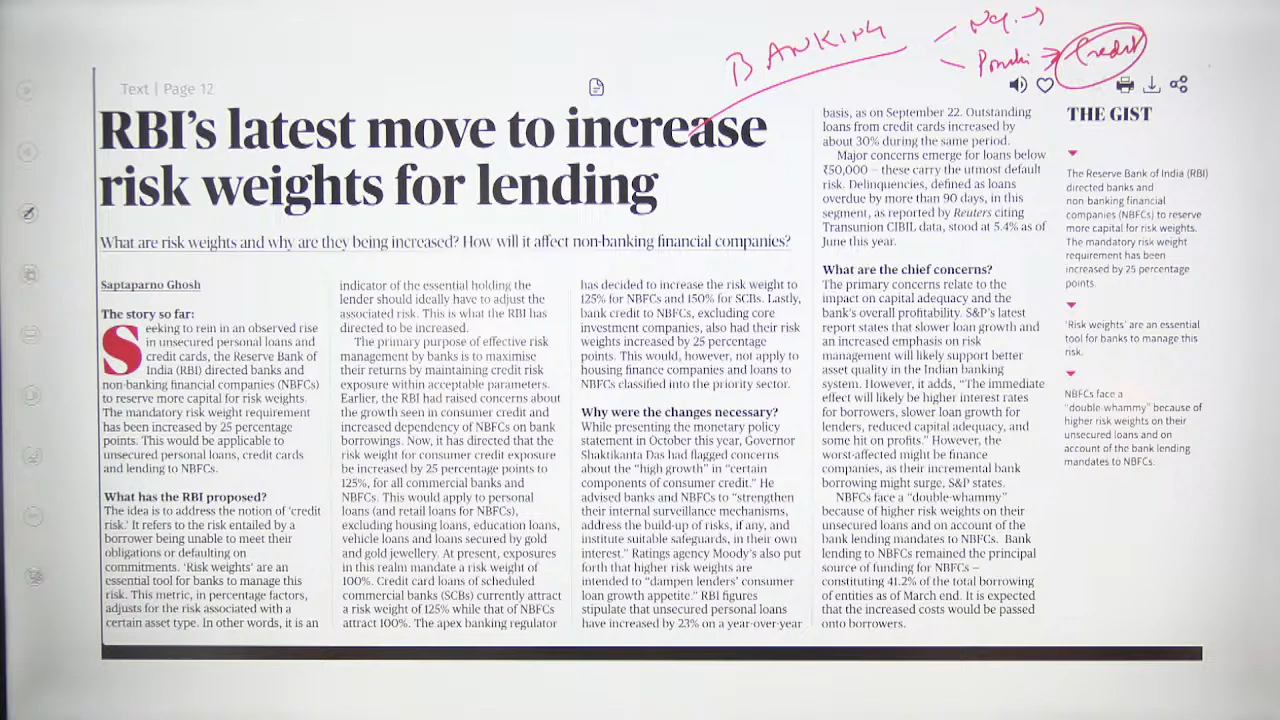 BANKING
Credit
Text | Page 12
RBI's latest move to increase
risk weights for lending
What are risk weights and why are they being increased? How will it affect non-banking financial companies?
Saptaparno Ghosh
The story so far:
Seeking to rein in an observed rise
in unsecured personal loans and
credit cards, the Reserve Bank of
India (RBI) directed banks and
non-banking financial companies (NBFCs)
to reserve more capital for risk weights.
The mandatory risk weight requirement
has been increased by 25 percentage
points. This would be applicable to
unsecured personal loans, credit cards
and lending to NBFCs.
What has the RBI proposed?
The idea is to address the notion of 'credit
risk.' It refers to the risk entailed by a
borrower being unable to meet their
obligations or defaulting on
commitments. 'Risk weights' are an
essential tool for banks to manage this
risk. This metric, in percentage factors,
adjusts for the risk associated with a
certain asset type. In other words, it is an
indicator of the essential holding the
lender should ideally have to adjust the
associated risk. This is what the RBI has
directed to be increased.
The primary purpose of effective risk
management by banks is to maximise
their returns by maintaining credit risk
exposure within acceptable parameters.
Earlier, the RBI had raised concerns about
the growth seen in consumer credit and
increased dependency of NBFCs on bank
borrowings. Now, it has directed that the
risk weight for consumer credit exposure
be increased by 25 percentage points to
125%, for all commercial banks and
NBFCs. This would apply to personal
loans (and retail loans for NBFCs),
excluding housing loans, education loans,
vehicle loans and loans secured by gold
and gold jewellery. At present, exposures
in this realm mandate a risk weight of
100%. Credit card loans of scheduled
commercial banks (SCBs) currently attract
a risk weight of 125% while that of NBFCs
attract 100%. The apex banking regulator
has decided to increase the risk weight to
125% for NBFCs and 150% for SCBs. Lastly,
bank credit to NBFCs, excluding core
investment companies, also had their risk
weights increased by 25 percentage
points. This would, however, not apply to
housing finance companies and loans to
NBFCs classified into the priority sector.
Why were the changes necessary?
While presenting the monetary policy
statement in October this year, Governor
Shaktikanta Das had flagged concerns
about the "high growth" in "certain
components of consumer credit." He
advised banks and NBFCs to "strengthen
their internal surveillance mechanisms,
address the build-up of risks, if any, and
institute suitable safeguards, in their own
interest." Ratings agency Moody's also put
forth that higher risk weights are
intended to "dampen lenders' consumer
loan growth appetite." RBI figures
stipulate that unsecured personal loans
have increased by 23% on a year-over-year
basis, as on September 22. Outstanding
loans from credit cards increased by
about 30% during the same period.
Major concerns emerge for loans below
₹50,000 – these carry the utmost default
risk. Delinquencies, defined as loans
overdue by more than 90 days, in this
segment, as reported by Reuters citing
Transunion CIBIL data, stood at 5.4% as of
June this year.
What are the chief concerns?
The primary concerns relate to the
impact on capital adequacy and the
bank's overall profitability. S&P's latest
report states that slower loan growth and
an increased emphasis on risk
management will likely support better
asset quality in the Indian banking
system. However, it adds, "The immediate
effect will likely be higher interest rates
for borrowers, slower loan growth for
lenders, reduced capital adequacy, and
some hit on profits." However, the
worst-affected might be finance
companies, as their incremental bank
borrowing might surge, S&P states.
NBFCs face a "double-whammy"
because of higher risk weights on their
unsecured loans and on account of the
bank lending mandates to NBFCs. Bank
lending to NBFCs remained the principal
source of funding for NBFCs –
constituting 41.2% of the total borrowing
of entities as of March end. It is expected
that the increased costs would be passed
onto borrowers.
THE GIST
The Reserve Bank of India (RBI)
directed banks and
non-banking financial
companies (NBFCs) to reserve
more capital for risk weights.
The mandatory risk weight
requirement has been
increased by 25 percentage
points.
'Risk weights' are an essential
tool for banks to manage this
risk.
NBFCs face a
"double-whammy" because of
higher risk weights on their
unsecured loans and on
account of the bank lending
mandates to NBFCs.